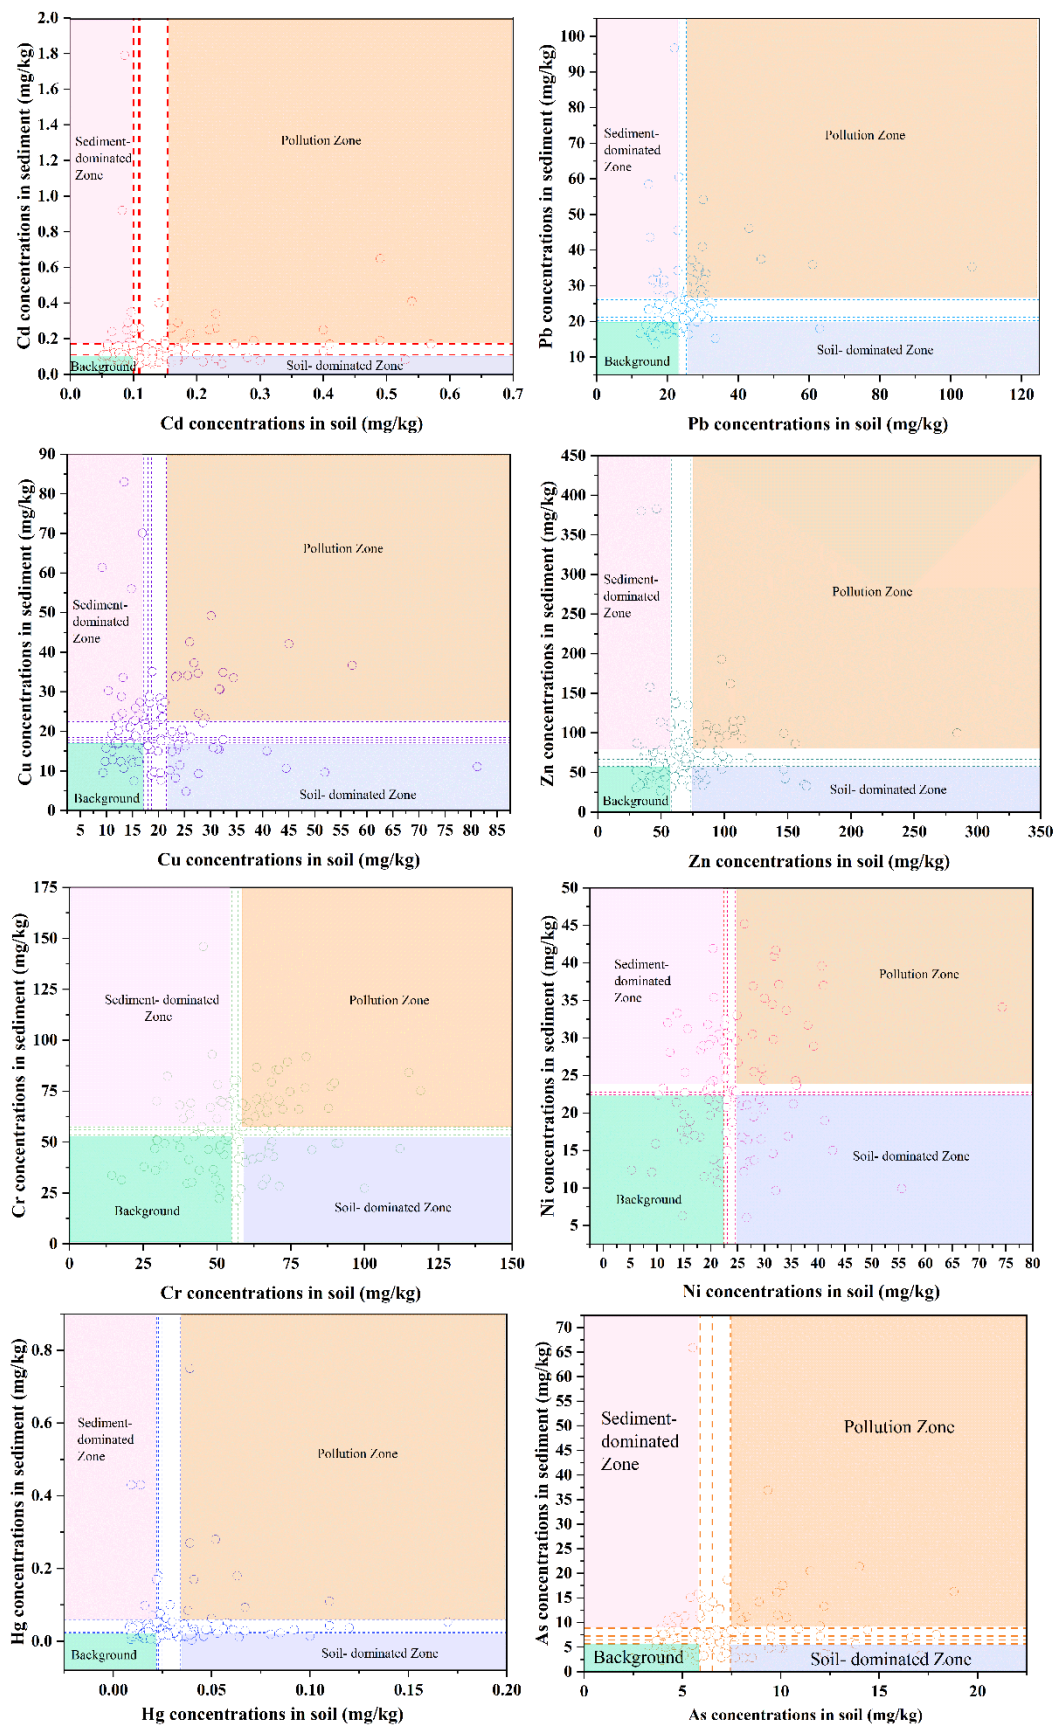 Cd concentrations in sediment (mg/kg)
2.0
1.8
1.6
1.4
1.2
1.0
0.8
0.6
0.4
0.2
0.0
Sediment-
dominated
Zone
Pollution Zone
Background
Soil- dominated Zone
0.0 0.1 0.2 0.3 0.4 0.5 0.6 0.7
Cd concentrations in soil (mg/kg)
Pb concentrations in sediment (mg/kg)
100
90
80
70
60
50
40
30
20
10
Sediment-
dominated
Zone
Pollution Zone
Background
Soil- dominated Zone
0 20 40 60 80 100 120
Pb concentrations in soil (mg/kg)
Cu concentrations in sediment (mg/kg)
90
80
70
60
50
40
30
20
10
0
Pollution Zone
Sediment-
dominated
Zone
Background
Soil- dominated Zone
5 10 15 20 25 30 35 40 45 50 55 60 65 70 75 80 85
Cu concentrations in soil (mg/kg)
Zn concentrations in sediment (mg/kg)
450
400
350
300
250
200
150
100
50
0
Sediment-
dominated
Zone
Pollution Zone
Background
Soil- dominated Zone
0 50 100 150 200 250 300 350
Zn concentrations in soil (mg/kg)
Cr concentrations in sediment (mg/kg)
175
150
125
100
75
50
25
0
Sediment- dominated
Zone
Pollution Zone
Background
Soil- dominated Zone
0 25 50 75 100 125 150
Cr concentrations in soil (mg/kg)
Ni concentrations in sediment (mg/kg)
50
45
40
35
30
25
20
15
10
5
Sediment-
dominated
Zone
Pollution Zone
Soil- dominated Zone
Background
0 5 10 15 20 25 30 35 40 45 50 55 60 65 70 75 80
Ni concentrations in soil (mg/kg)
Hg concentrations in sediment (mg/kg)
0.8
0.6
0.4
0.2
0.0
Sediment-
dominated
Zone
Pollution Zone
Background
Soil- dominated Zone
0.00 0.05 0.10 0.15 0.20
Hg concentrations in soil (mg/kg)
As concentrations in sediment (mg/kg)
70
65
60
55
50
45
40
35
30
25
20
15
10
5
0
Sediment-
dominated
Zone
Pollution Zone
Background
Soil- dominated Zone
0 5 10 15 20
As concentrations in soil (mg/kg)